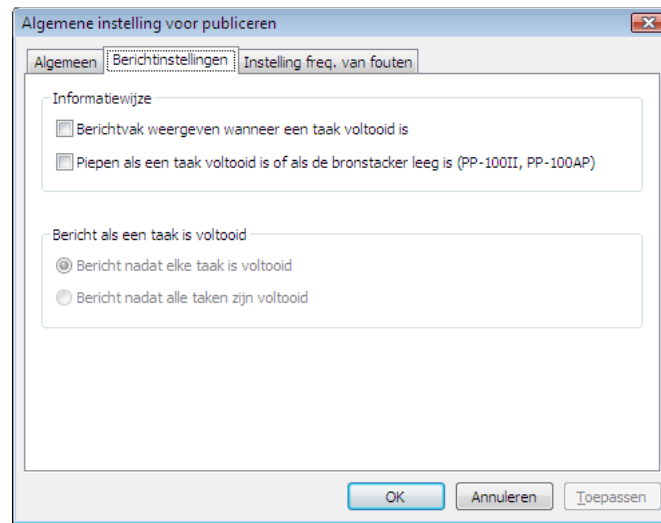 Algemene instelling voor publiceren
Algemeen
Berichtinstellingen
Instelling freq. van fouten
Informatiewijze
Berichtvak weergeven wanneer een taak voltooid is
Piepen als een taak voltooid is of als de bronstacker leeg is (PP-100II, PP-100AP)
Bericht als een taak is voltooid
Bericht nadat elke taak is voltooid
Bericht nadat alle taken zijn voltooid
OK
Annuleren
Toepassen